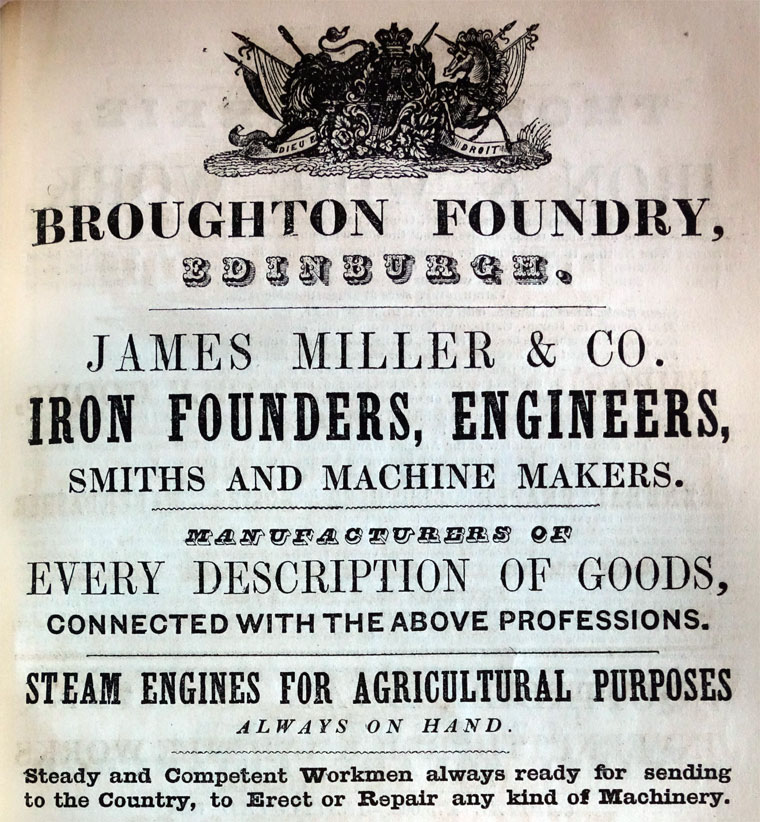 DIEU E
DROIT
BROUGHTON FOUNDRY,
EDINBURGH.
JAMES MILLER & CO.
IRON FOUNDERS, ENGINEERS,
SMITHS AND MACHINE MAKERS.
MANUFACTURERS OF
EVERY DESCRIPTION OF GOODS,
CONNECTED WITH THE ABOVE PROFESSIONS.
STEAM ENGINES FOR AGRICULTURAL PURPOSES
ALWAYS ON HAND.
Steady and Competent Workmen always ready for sending
to the Country, to Erect or Repair any kind of Machinery.